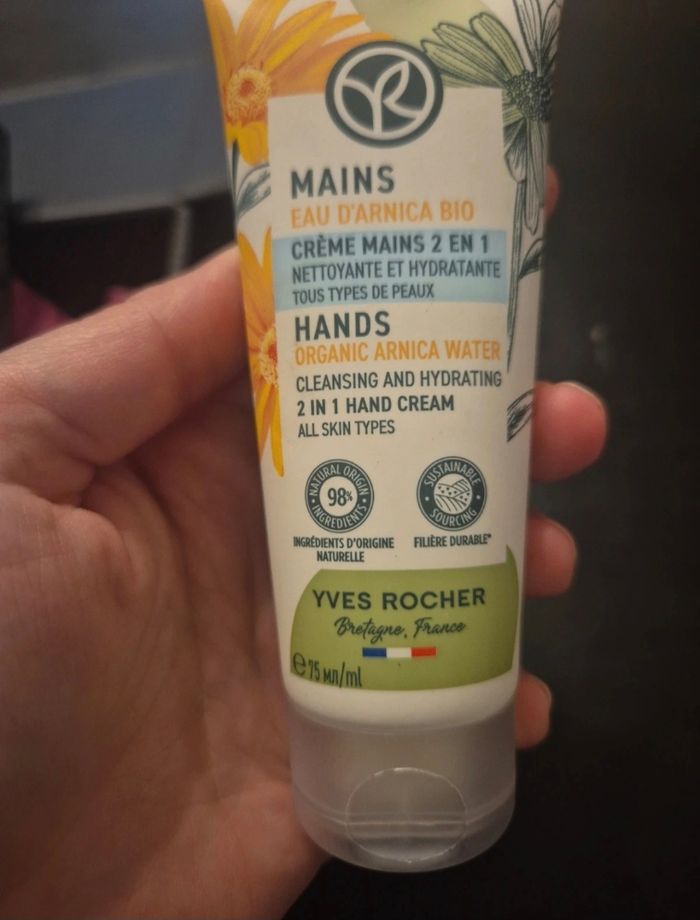 YR
MAINS
EAU D'ARNICA BIO
CRÈME MAINS 2 EN 1
NETTOYANTE ET HYDRATANTE
TOUS TYPES DE PEAUX
HANDS
ORGANIC ARNICA WATER
CLEANSING AND HYDRATING
2 IN 1 HAND CREAM
ALL SKIN TYPES
NATURAL ORIGIN
98%
INGREDIENTS
INGRÉDIENTS D'ORIGINE
NATURELLE
SUSTAINABLE
SOURCING
FILIÈRE DURABLE*
YVES ROCHER
Bretagne, France
℮ 75 мл/ml